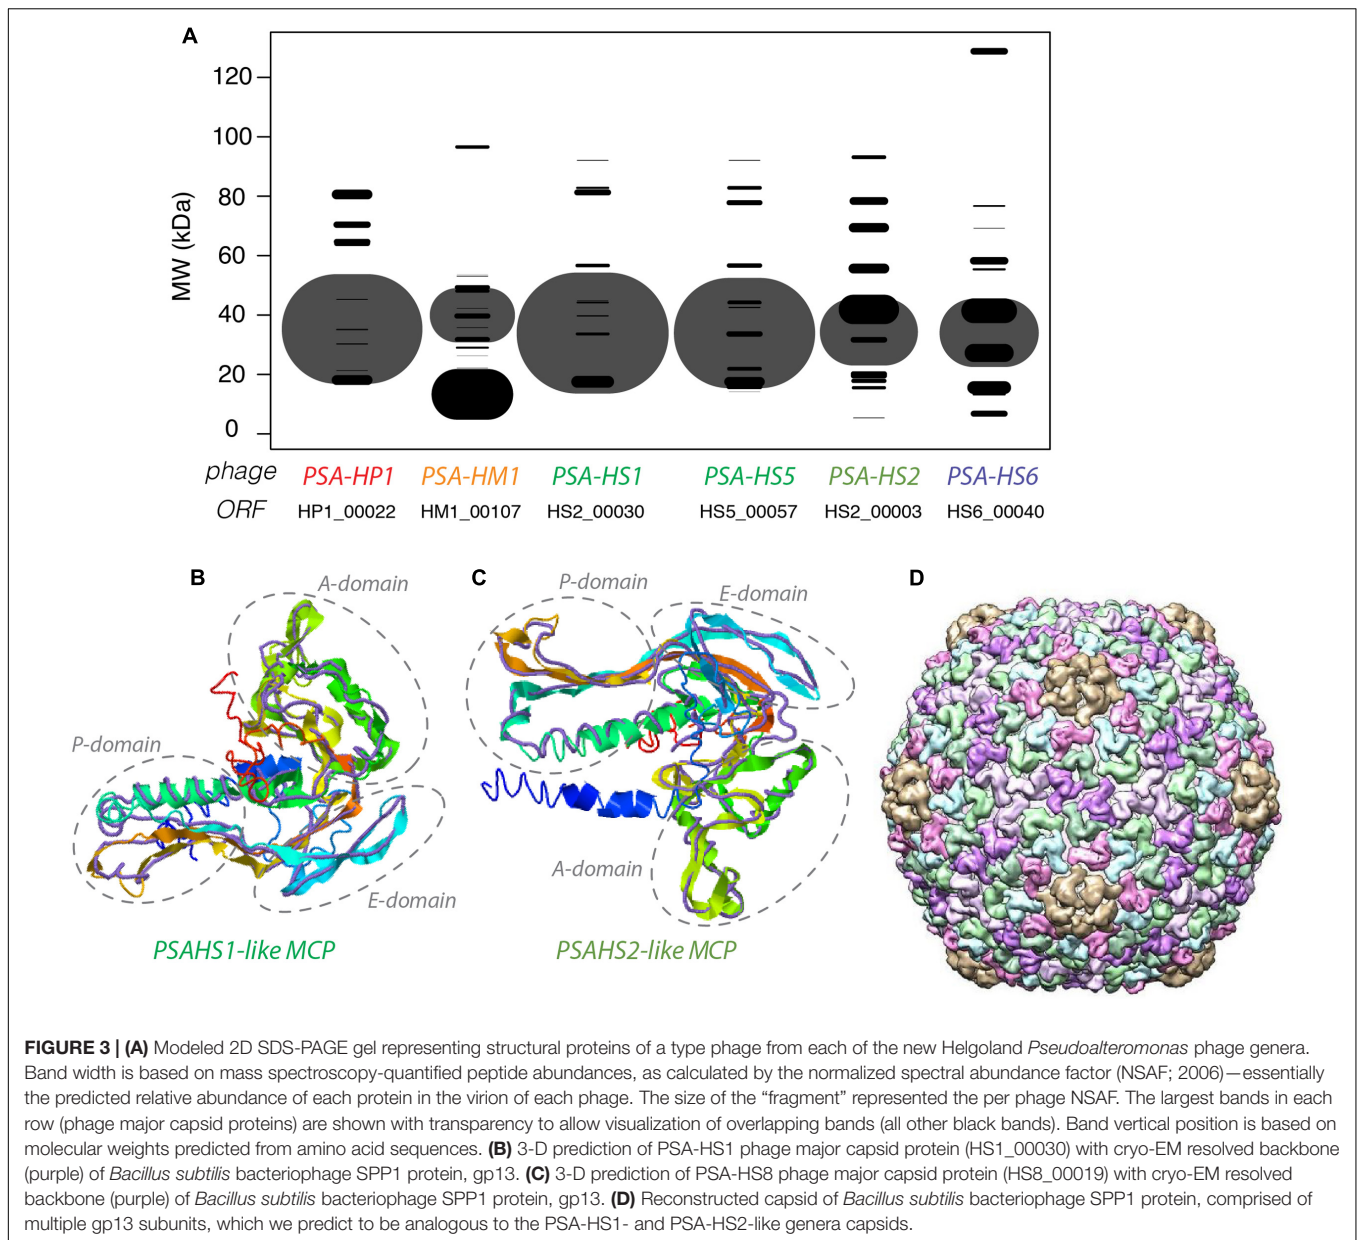 A
120
100
80
60
40
20
0
MW (kDa)
phage PSA-HP1 PSA-HM1 PSA-HS1 PSA-HS5 PSA-HS2 PSA-HS6
ORF HP1_00022 HM1_00107 HS2_00030 HS5_00057 HS2_00003 HS6_00040
B
A-domain
P-domain
E-domain
PSAHS1-like MCP
C
P-domain
E-domain
A-domain
PSAHS2-like MCP
D
FIGURE 3 | (A) Modeled 2D SDS-PAGE gel representing structural proteins of a type phage from each of the new Helgoland Pseudoalteromonas phage genera.
Band width is based on mass spectroscopy-quantified peptide abundances, as calculated by the normalized spectral abundance factor (NSAF; 2006)—essentially
the predicted relative abundance of each protein in the virion of each phage. The size of the “fragment” represented the per phage NSAF. The largest bands in each
row (phage major capsid proteins) are shown with transparency to allow visualization of overlapping bands (all other black bands). Band vertical position is based on
molecular weights predicted from amino acid sequences. (B) 3-D prediction of PSA-HS1 phage major capsid protein (HS1_00030) with cryo-EM resolved backbone
(purple) of Bacillus subtilis bacteriophage SPP1 protein, gp13. (C) 3-D prediction of PSA-HS8 phage major capsid protein (HS8_00019) with cryo-EM resolved
backbone (purple) of Bacillus subtilis bacteriophage SPP1 protein, gp13. (D) Reconstructed capsid of Bacillus subtilis bacteriophage SPP1 protein, comprised of
multiple gp13 subunits, which we predict to be analogous to the PSA-HS1- and PSA-HS2-like genera capsids.